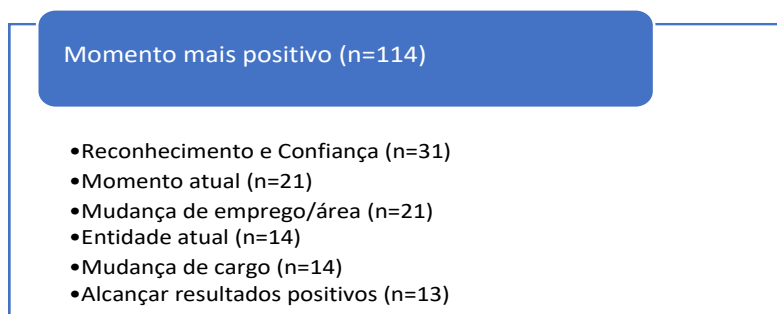 Momento mais positivo (n=114)
•Reconhecimento e Confiança (n=31)
•Momento atual (n=21)
•Mudança de emprego/área (n=21)
•Entidade atual (n=14)
•Mudança de cargo (n=14)
•Alcançar resultados positivos (n=13)